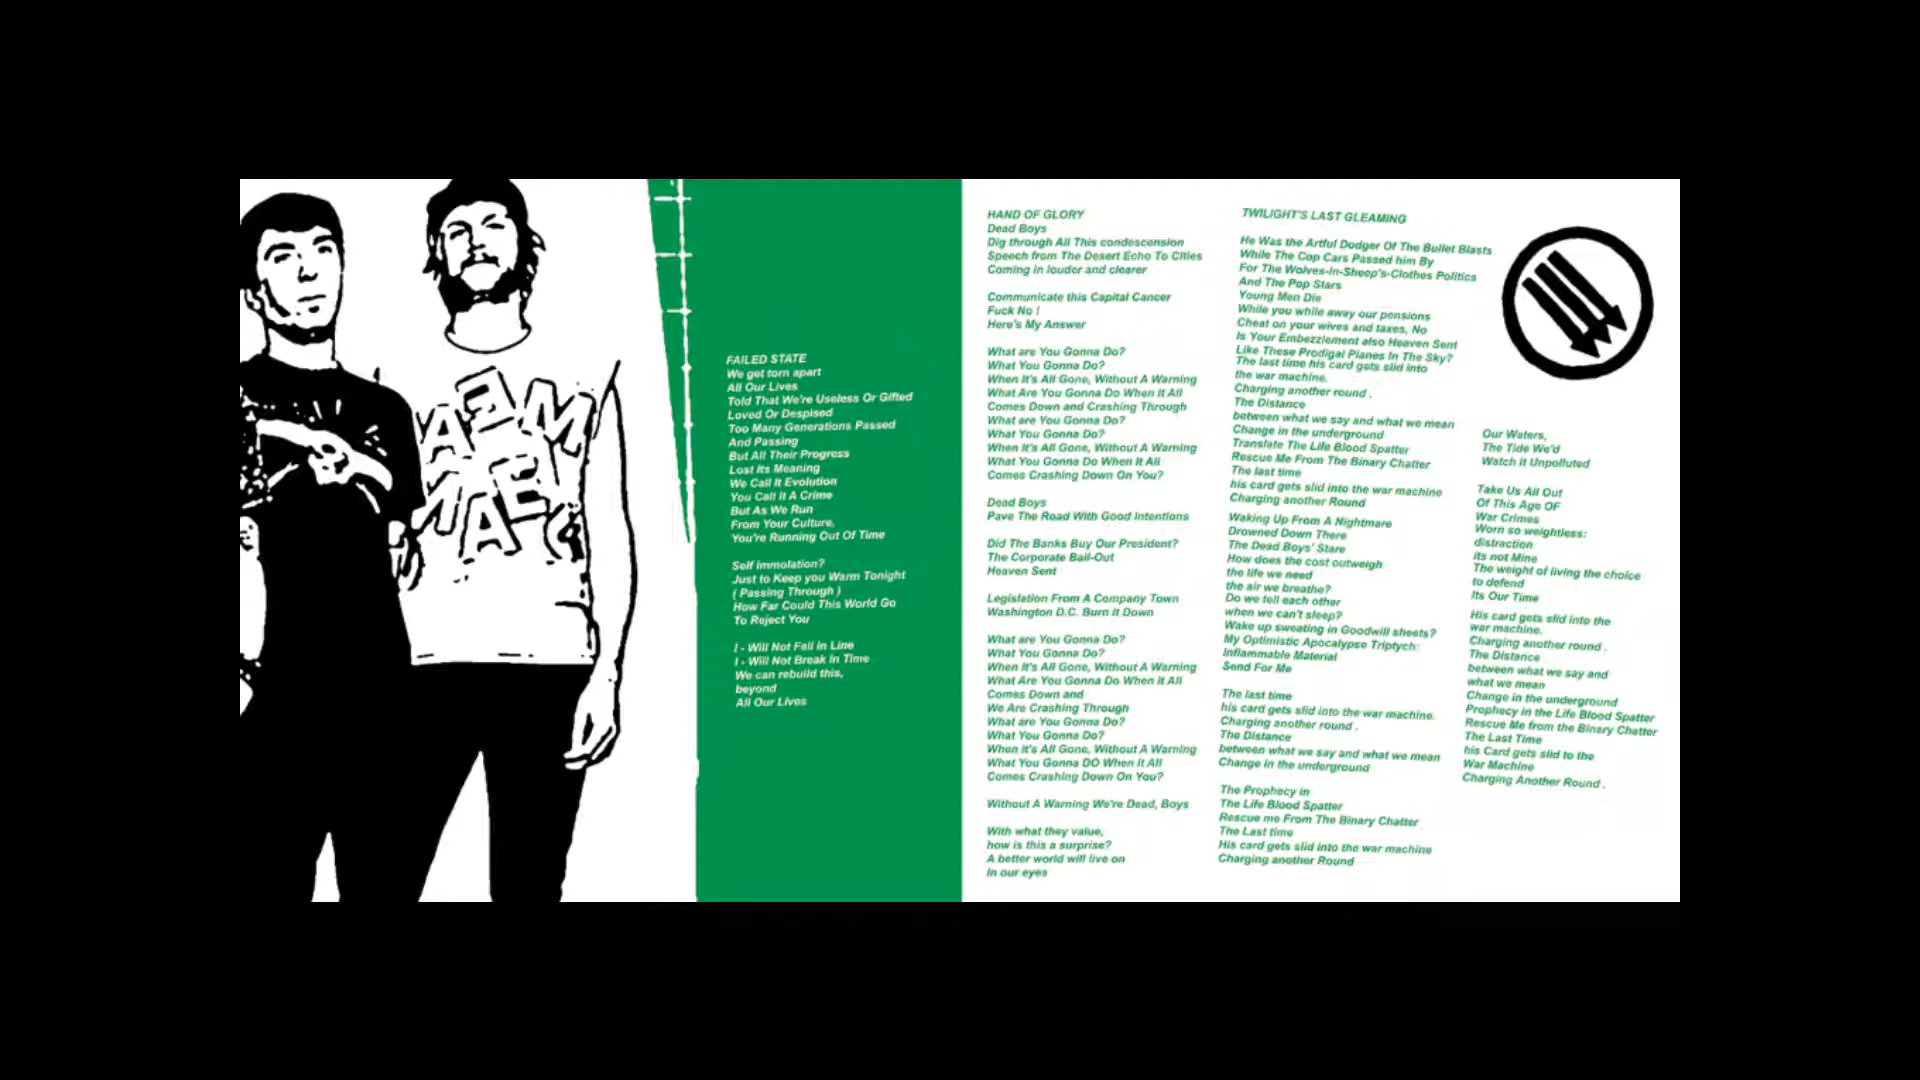 FAILED STATE
We get torn apart
All Our Lives
Told That We're Useless Or Gifted
Loved Or Despised
Too Many Generations Passed
And Passing
But All Their Progress
Lost Its Meaning
We Call It Evolution
You Call It A Crime
But As We Run
From Your Culture,
You're Running Out Of Time
Self Immolation?
Just to Keep you Warm Tonight
( Passing Through )
How Far Could This World Go
To Reject You
I - Will Not Fall In Line
I - Will Not Break In Time
We can rebuild this,
beyond
All Our Lives
HAND OF GLORY
Dead Boys
Dig through All This condescension
Speech from The Desert Echo To Cities
Coming in louder and clearer
Communicate this Capital Cancer
Fuck No !
Here's My Answer
What are You Gonna Do?
What You Gonna Do?
When It's All Gone, Without A Warning
What Are You Gonna Do When It All
Comes Down and Crashing Through
What are You Gonna Do?
What You Gonna Do?
When It's All Gone, Without A Warning
What You Gonna Do When It All
Comes Crashing Down On You?
Dead Boys
Pave The Road With Good Intentions
Did The Banks Buy Our President?
The Corporate Bail-Out
Heaven Sent
Legislation From A Company Town
Washington D.C. Burn It Down
What are You Gonna Do?
What You Gonna Do?
When It's All Gone, Without A Warning
What Are You Gonna Do When It All
Comes Down and
We Are Crashing Through
What are You Gonna Do?
What You Gonna Do?
When It's All Gone, Without A Warning
What You Gonna DO When it All
Comes Crashing Down On You?
Without A Warning We're Dead, Boys
With what they value,
how is this a surprise?
A better world will live on
In our eyes
TWILIGHT'S LAST GLEAMING
He Was the Artful Dodger Of The Bullet Blasts
While The Cop Cars Passed him By
For The Wolves-in-Sheep's-Clothes Politics
And The Pop Stars
Young Men Die
While you while away our pensions
Cheat on your wives and taxes, No
Is Your Embezzlement also Heaven Sent
Like These Prodigal Planes In The Sky?
The last time his card gets slid into
the war machine.
Charging another round .
The Distance
between what we say and what we mean
Change in the underground
Translate The Life Blood Spatter
Rescue Me From The Binary Chatter
The last time
his card gets slid into the war machine
Charging another Round
Waking Up From A Nightmare
Drowned Down There
The Dead Boys' Stare
How does the cost outweigh
the life we need
the air we breathe?
Do we tell each other
when we can't sleep?
Wake up sweating in Goodwill sheets?
My Optimistic Apocalypse Triptych:
Inflammable Material
Send For Me
The last time
his card gets slid into the war machine.
Charging another round .
The Distance
between what we say and what we mean
Change in the underground
The Prophecy in
The Life Blood Spatter
Rescue me From The Binary Chatter
The Last time
His card gets slid into the war machine
Charging another Round
Our Waters,
The Tide We'd
Watch it Unpolluted
Take Us All Out
Of This Age OF
War Crimes
Worn so weightless:
distraction
its not Mine
The weight of living the choice
to defend
Its Our Time
His card gets slid into the
war machine.
Charging another round .
The Distance
between what we say and
what we mean
Change in the underground
Prophecy in the Life Blood Spatter
Rescue Me from the Binary Chatter
The Last Time
his Card gets slid to the
War Machine
Charging Another Round .